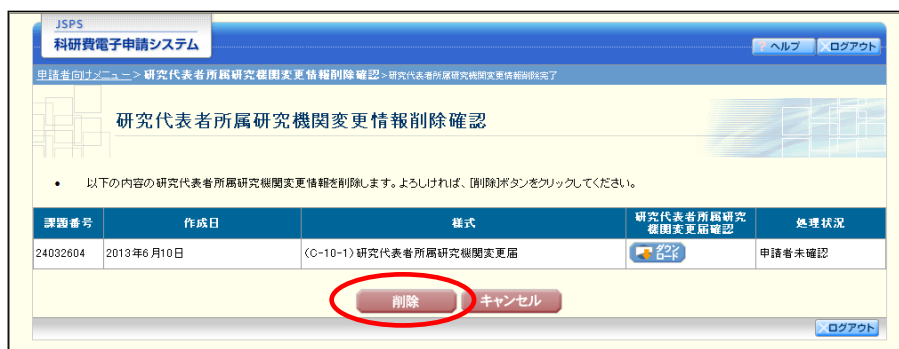 JSPS
科研費電子申請システム
? ヘルプ
ログアウト
申請者向けメニュー>研究代表者所属研究機関変更情報削除確認>研究代表者所属研究機関変更情報削除完了
研究代表者所属研究機関変更情報削除確認
• 以下の内容の研究代表者所属研究機関変更情報を削除します。よろしければ、[削除]ボタンをクリックしてください。
課題番号 作成日 様式 研究代表者所属研究 処理状況
機関変更届確認
24032604 2013年6月10日 (C-10-1)研究代表者所属研究機関変更届 ダウン 申請者未確認
ロード
削除 キャンセル
ログアウト